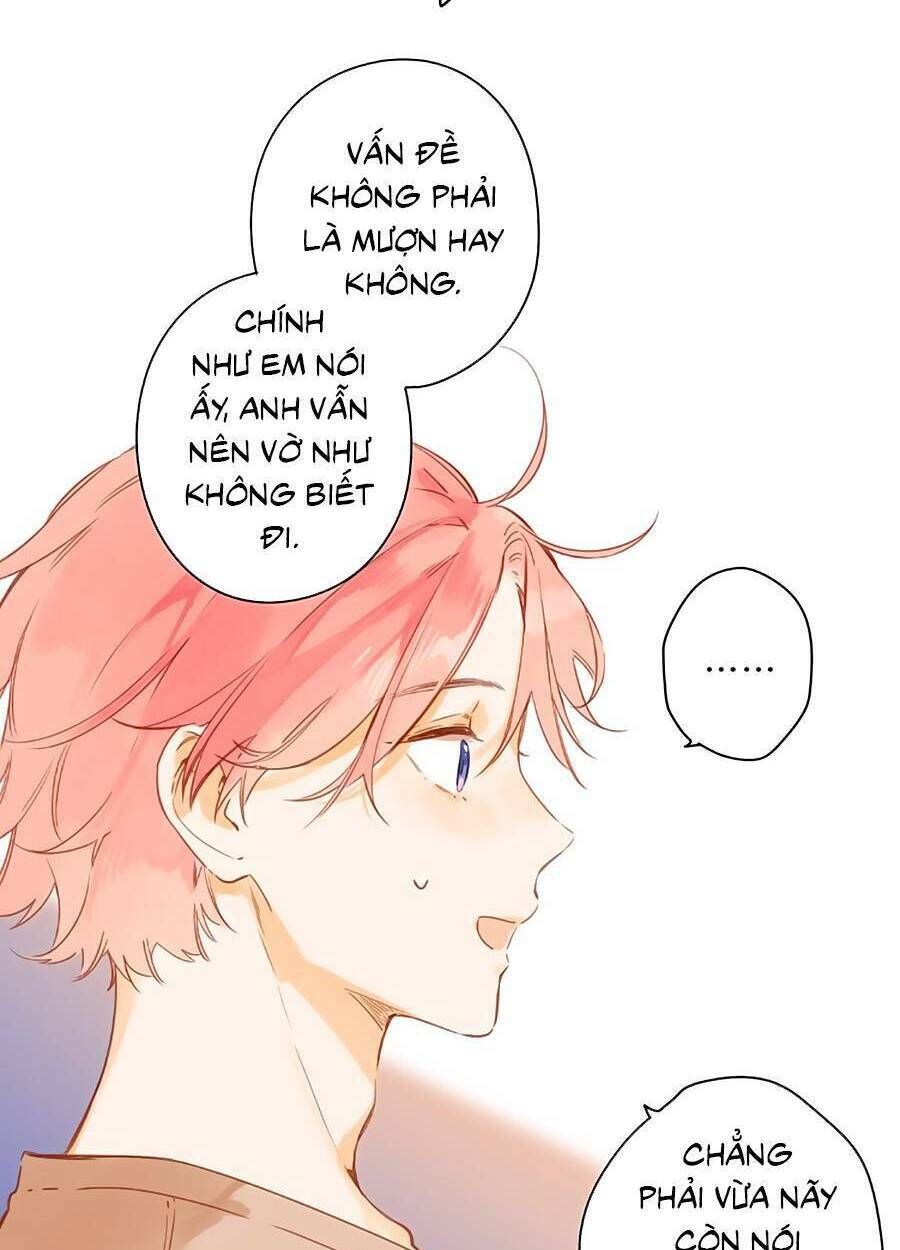 VẤN ĐỀ
KHÔNG PHẢI
LÀ MƯỢN HAY
KHÔNG.
CHÍNH
NHƯ EM NÓI
ẤY, ANH VẪN
NÊN VỜ NHƯ
KHÔNG BIẾT
ĐI.
......
CHẲNG
PHẢI VỪA NÃY
CÒN NÓI